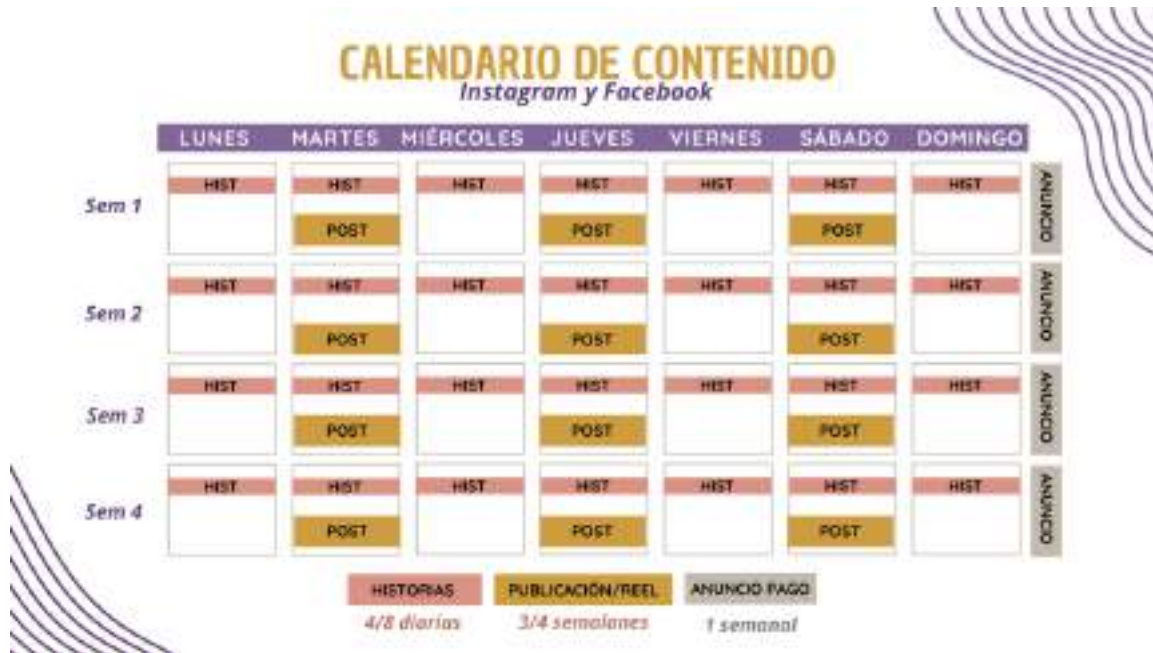 CALENDARIO DE CONTENIDO
Instagram y Facebook
LUNES MARTES MIÉRCOLES JUEVES VIERNES SÁBADO DOMINGO
Sem 1
HIST HIST HIST HIST HIST HIST HIST
POST POST POST
ANUNCIO
Sem 2
HIST HIST HIST HIST HIST HIST HIST
POST POST POST
ANUNCIO
Sem 3
HIST HIST HIST HIST HIST HIST HIST
POST POST POST
ANUNCIO
Sem 4
HIST HIST HIST HIST HIST HIST HIST
POST POST POST
ANUNCIO
HISTORIAS PUBLICACIÓN/REEL ANUNCIO PAGO
4/8 diarias 3/4 semalanes 1 semanal